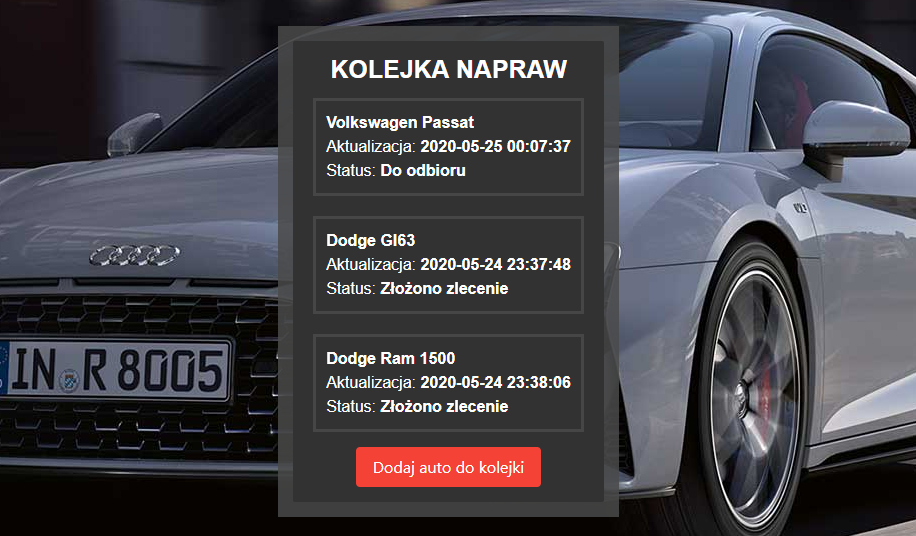 KOLEJKA NAPRAW
Volkswagen Passat
Aktualizacja: 2020-05-25 00:07:37
Status: Do odbioru
Dodge Gl63
Aktualizacja: 2020-05-24 23:37:48
Status: Złożono zlecenie
Dodge Ram 1500
Aktualizacja: 2020-05-24 23:38:06
Status: Złożono zlecenie
Dodaj auto do kolejki
IN R 8005